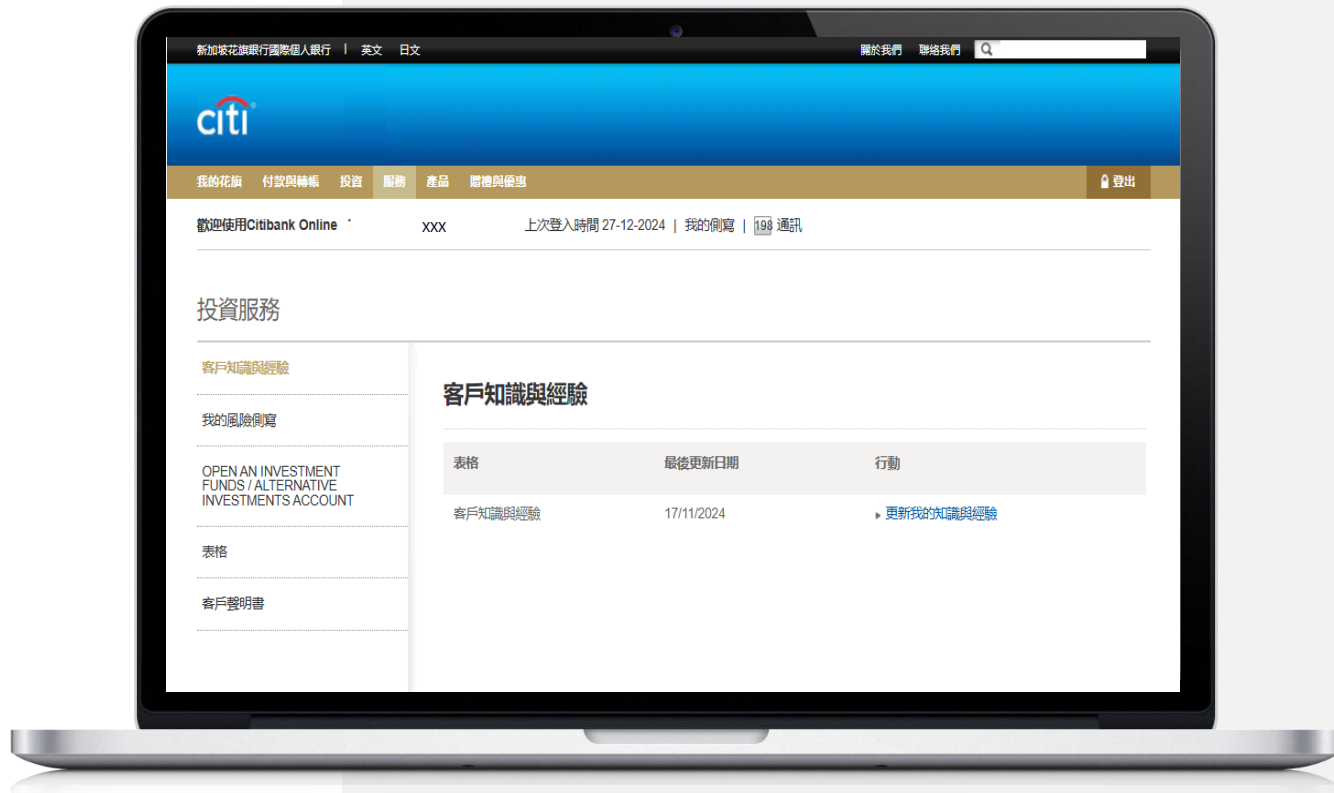 新加坡花旗銀行國際個人銀行 | 英文 日文 關於我們 聯絡我們
citi
我的花旗 付款與轉帳 投資 服務 產品 賞禮與優惠 登出
歡迎使用Citibank Online XXX 上次登入時間 27-12-2024 | 我的側寫 | 198 通訊
投資服務
客戶知識與經驗
我的風險側寫
OPEN AN INVESTMENT
FUNDS / ALTERNATIVE
INVESTMENTS ACCOUNT
表格
客戶聲明書
客戶知識與經驗
表格 最後更新日期 行動
客戶知識與經驗 17/11/2024 更新我的知識與經驗